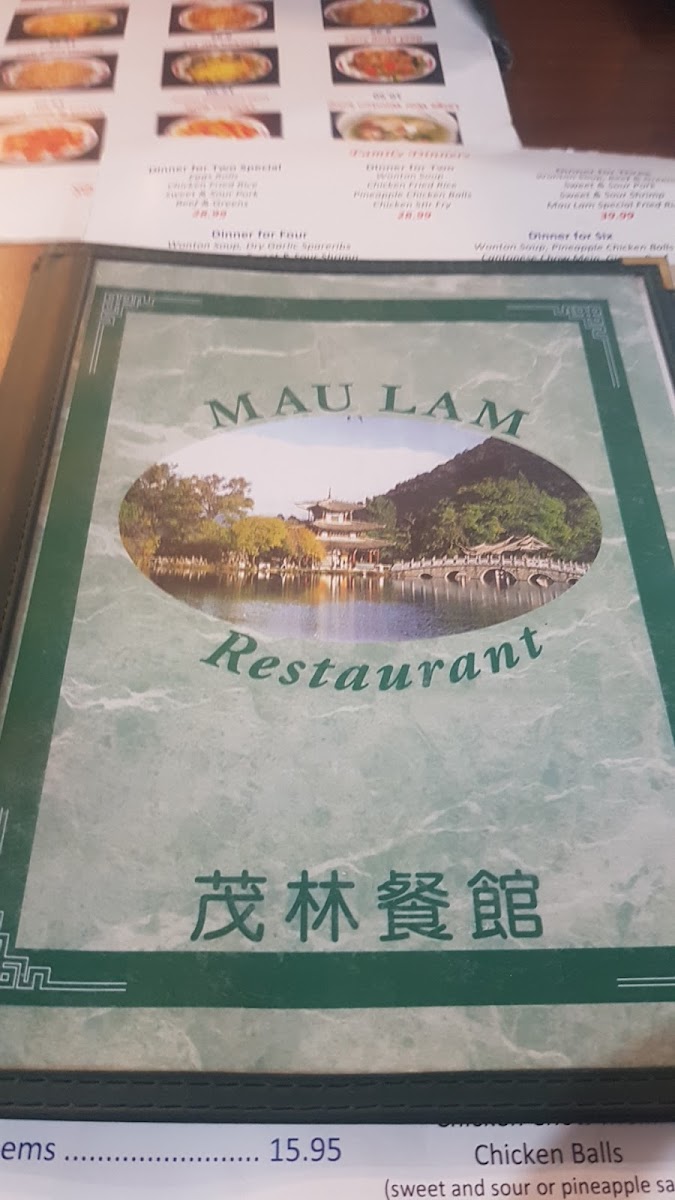 Family Dinners
Dinner for Two Special
Eggs Rolls
Chicken Fried Rice
Sweet & Sour Pork
Beef & Greens
28.99
Dinner for Two
Wonton Soup
Chicken Fried Rice
Pineapple Chicken Balls
Chicken Stir Fry
28.99
Sweet & Sour Pork
Sweet & Sour Shrimp
Mau Lam Special Fried
39.99
Dinner for Four
Wonton Soup, Dry Garlic Spareribs
Dinner for Six
Wonton Soup, Pineapple Chicken Balls
MAU LAM
Restaurant
茂林餐館
ems ........................ 15.95
Chicken Balls
(sweet and sour or pineapple sa